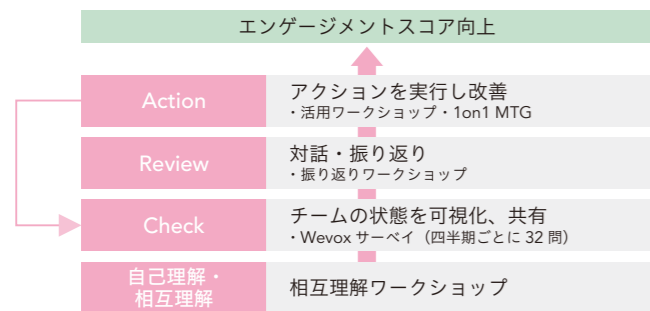 エンゲージメントスコア向上
Action
アクションを実行し改善
・活用ワークショップ・1on1 MTG
Review
対話・振り返り
・振り返りワークショップ
Check
チームの状態を可視化、共有
・Wevox サーベイ（四半期ごとに 32 問）
自己理解・
相互理解
相互理解ワークショップ